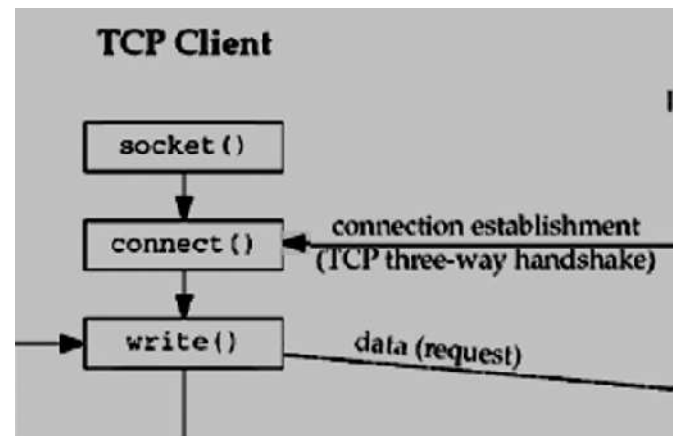 TCP Client
socket()
connection establishment
connect()
(TCP three-way handshake)
write()
data (request)